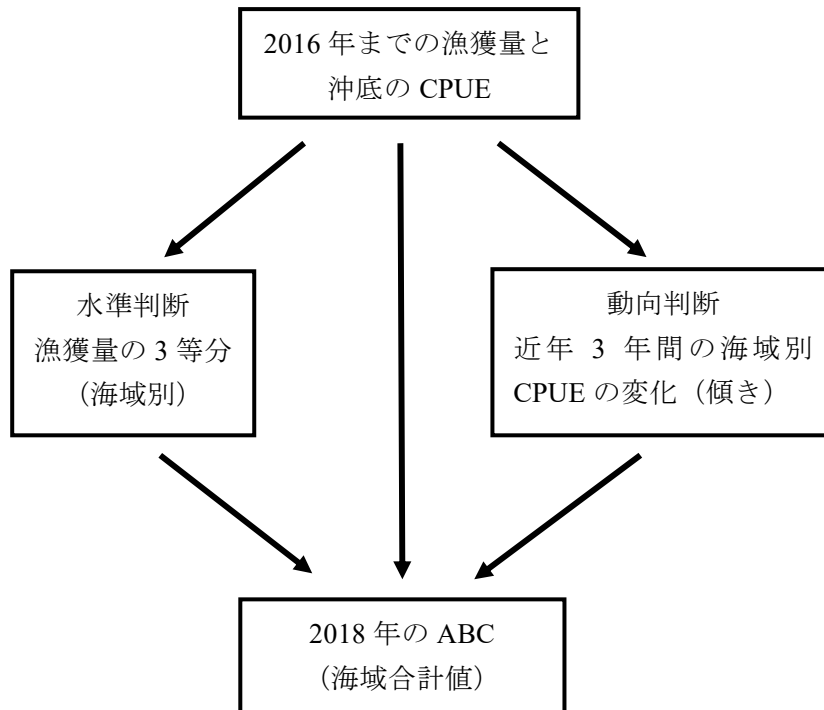 2016 年までの漁獲量と
沖底の CPUE
水準判断
漁獲量の 3 等分
（海域別）
動向判断
近年 3 年間の海域別
CPUE の変化（傾き）
2018 年の ABC
（海域合計値）